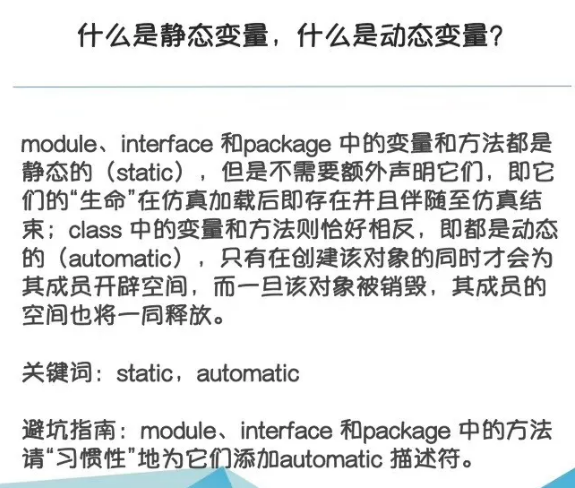 什么是静态变量，什么是动态变量？
module、interface 和package 中的变量和方法都是
静态的（static），但是不需要额外声明它们，即它
们的“生命”在仿真加载后即存在并且伴随至仿真结
束；class 中的变量和方法则恰好相反，即都是动态
的（automatic），只有在创建该对象的同时才会为
其成员开辟空间，而一旦该对象被销毁，其成员的
空间也将一同释放。
关键词：static，automatic
避坑指南：module、interface 和package 中的方法
请“习惯性”地为它们添加automatic 描述符。